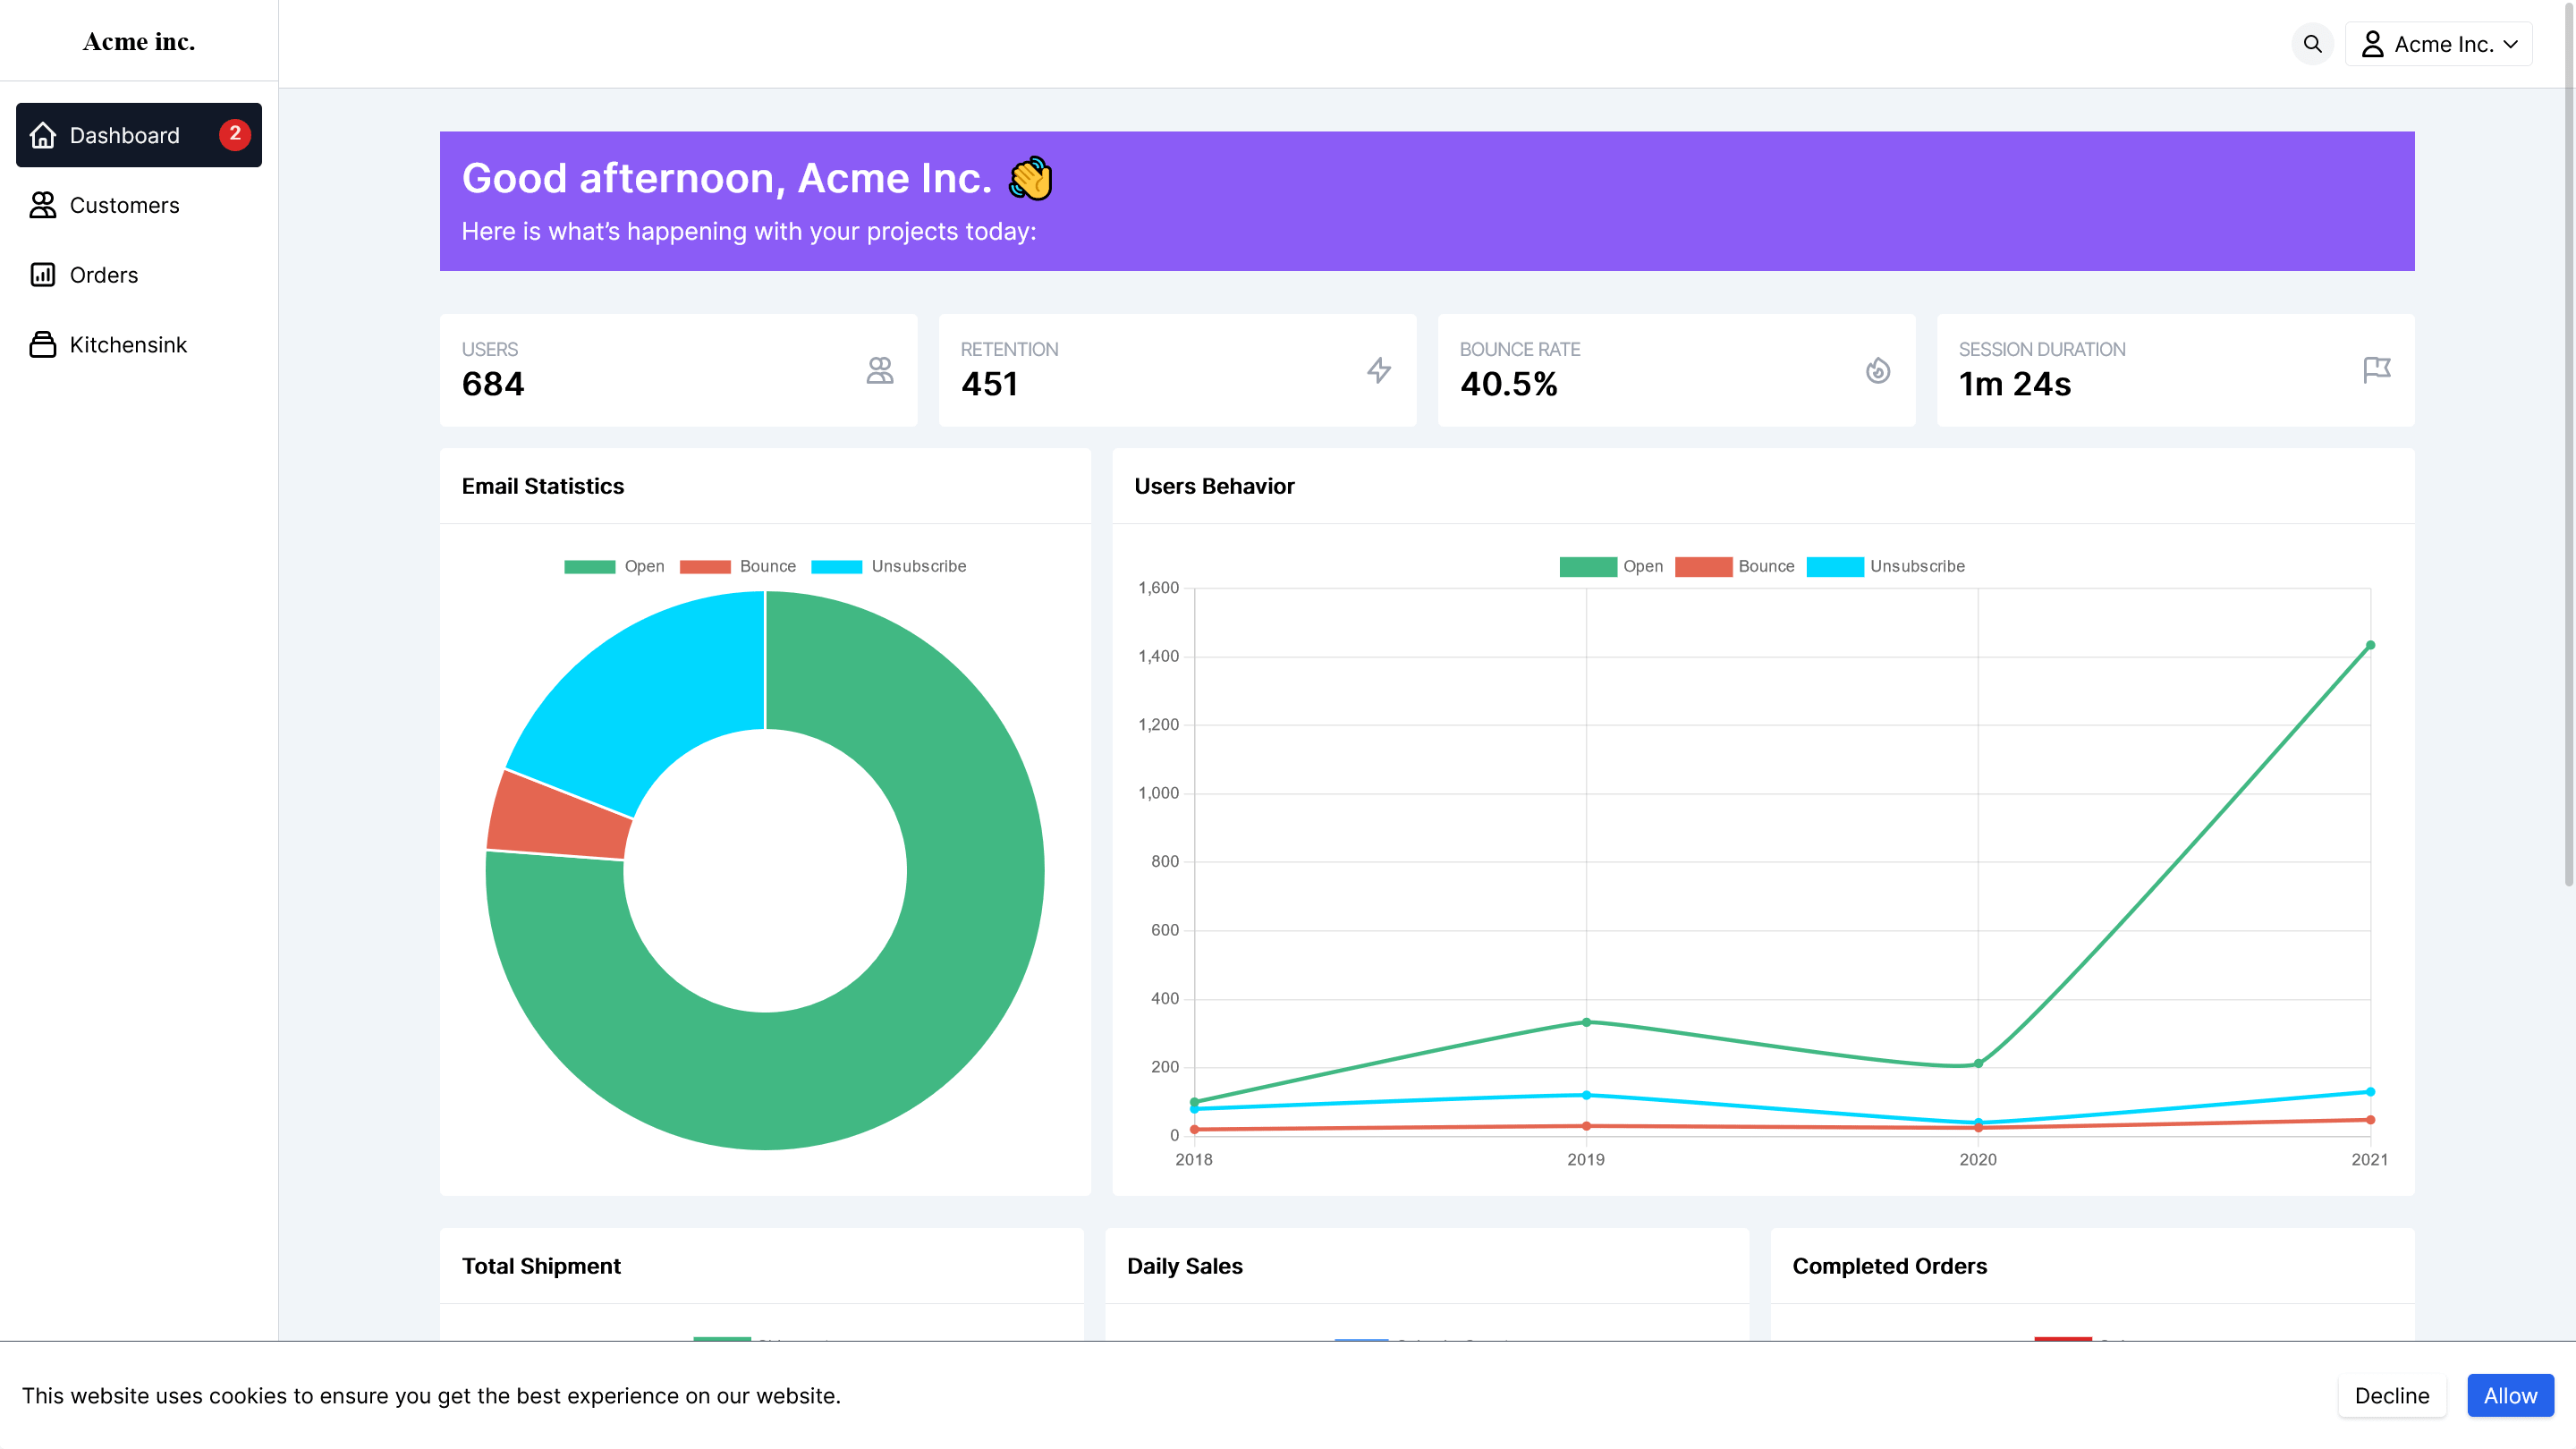 Acme inc.
Acme Inc.
Dashboard 2
Customers
Orders
Kitchensink
Good afternoon, Acme Inc. 👋
Here is what’s happening with your projects today:
USERS
684
RETENTION
451
BOUNCE RATE
40.5%
SESSION DURATION
1m 24s
Email Statistics
Open Bounce Unsubscribe
Users Behavior
Open Bounce Unsubscribe
1,600
1,400
1,200
1,000
800
600
400
200
0
2018 2019 2020 2021
Total Shipment
Daily Sales
Completed Orders
This website uses cookies to ensure you get the best experience on our website.
Decline
Allow